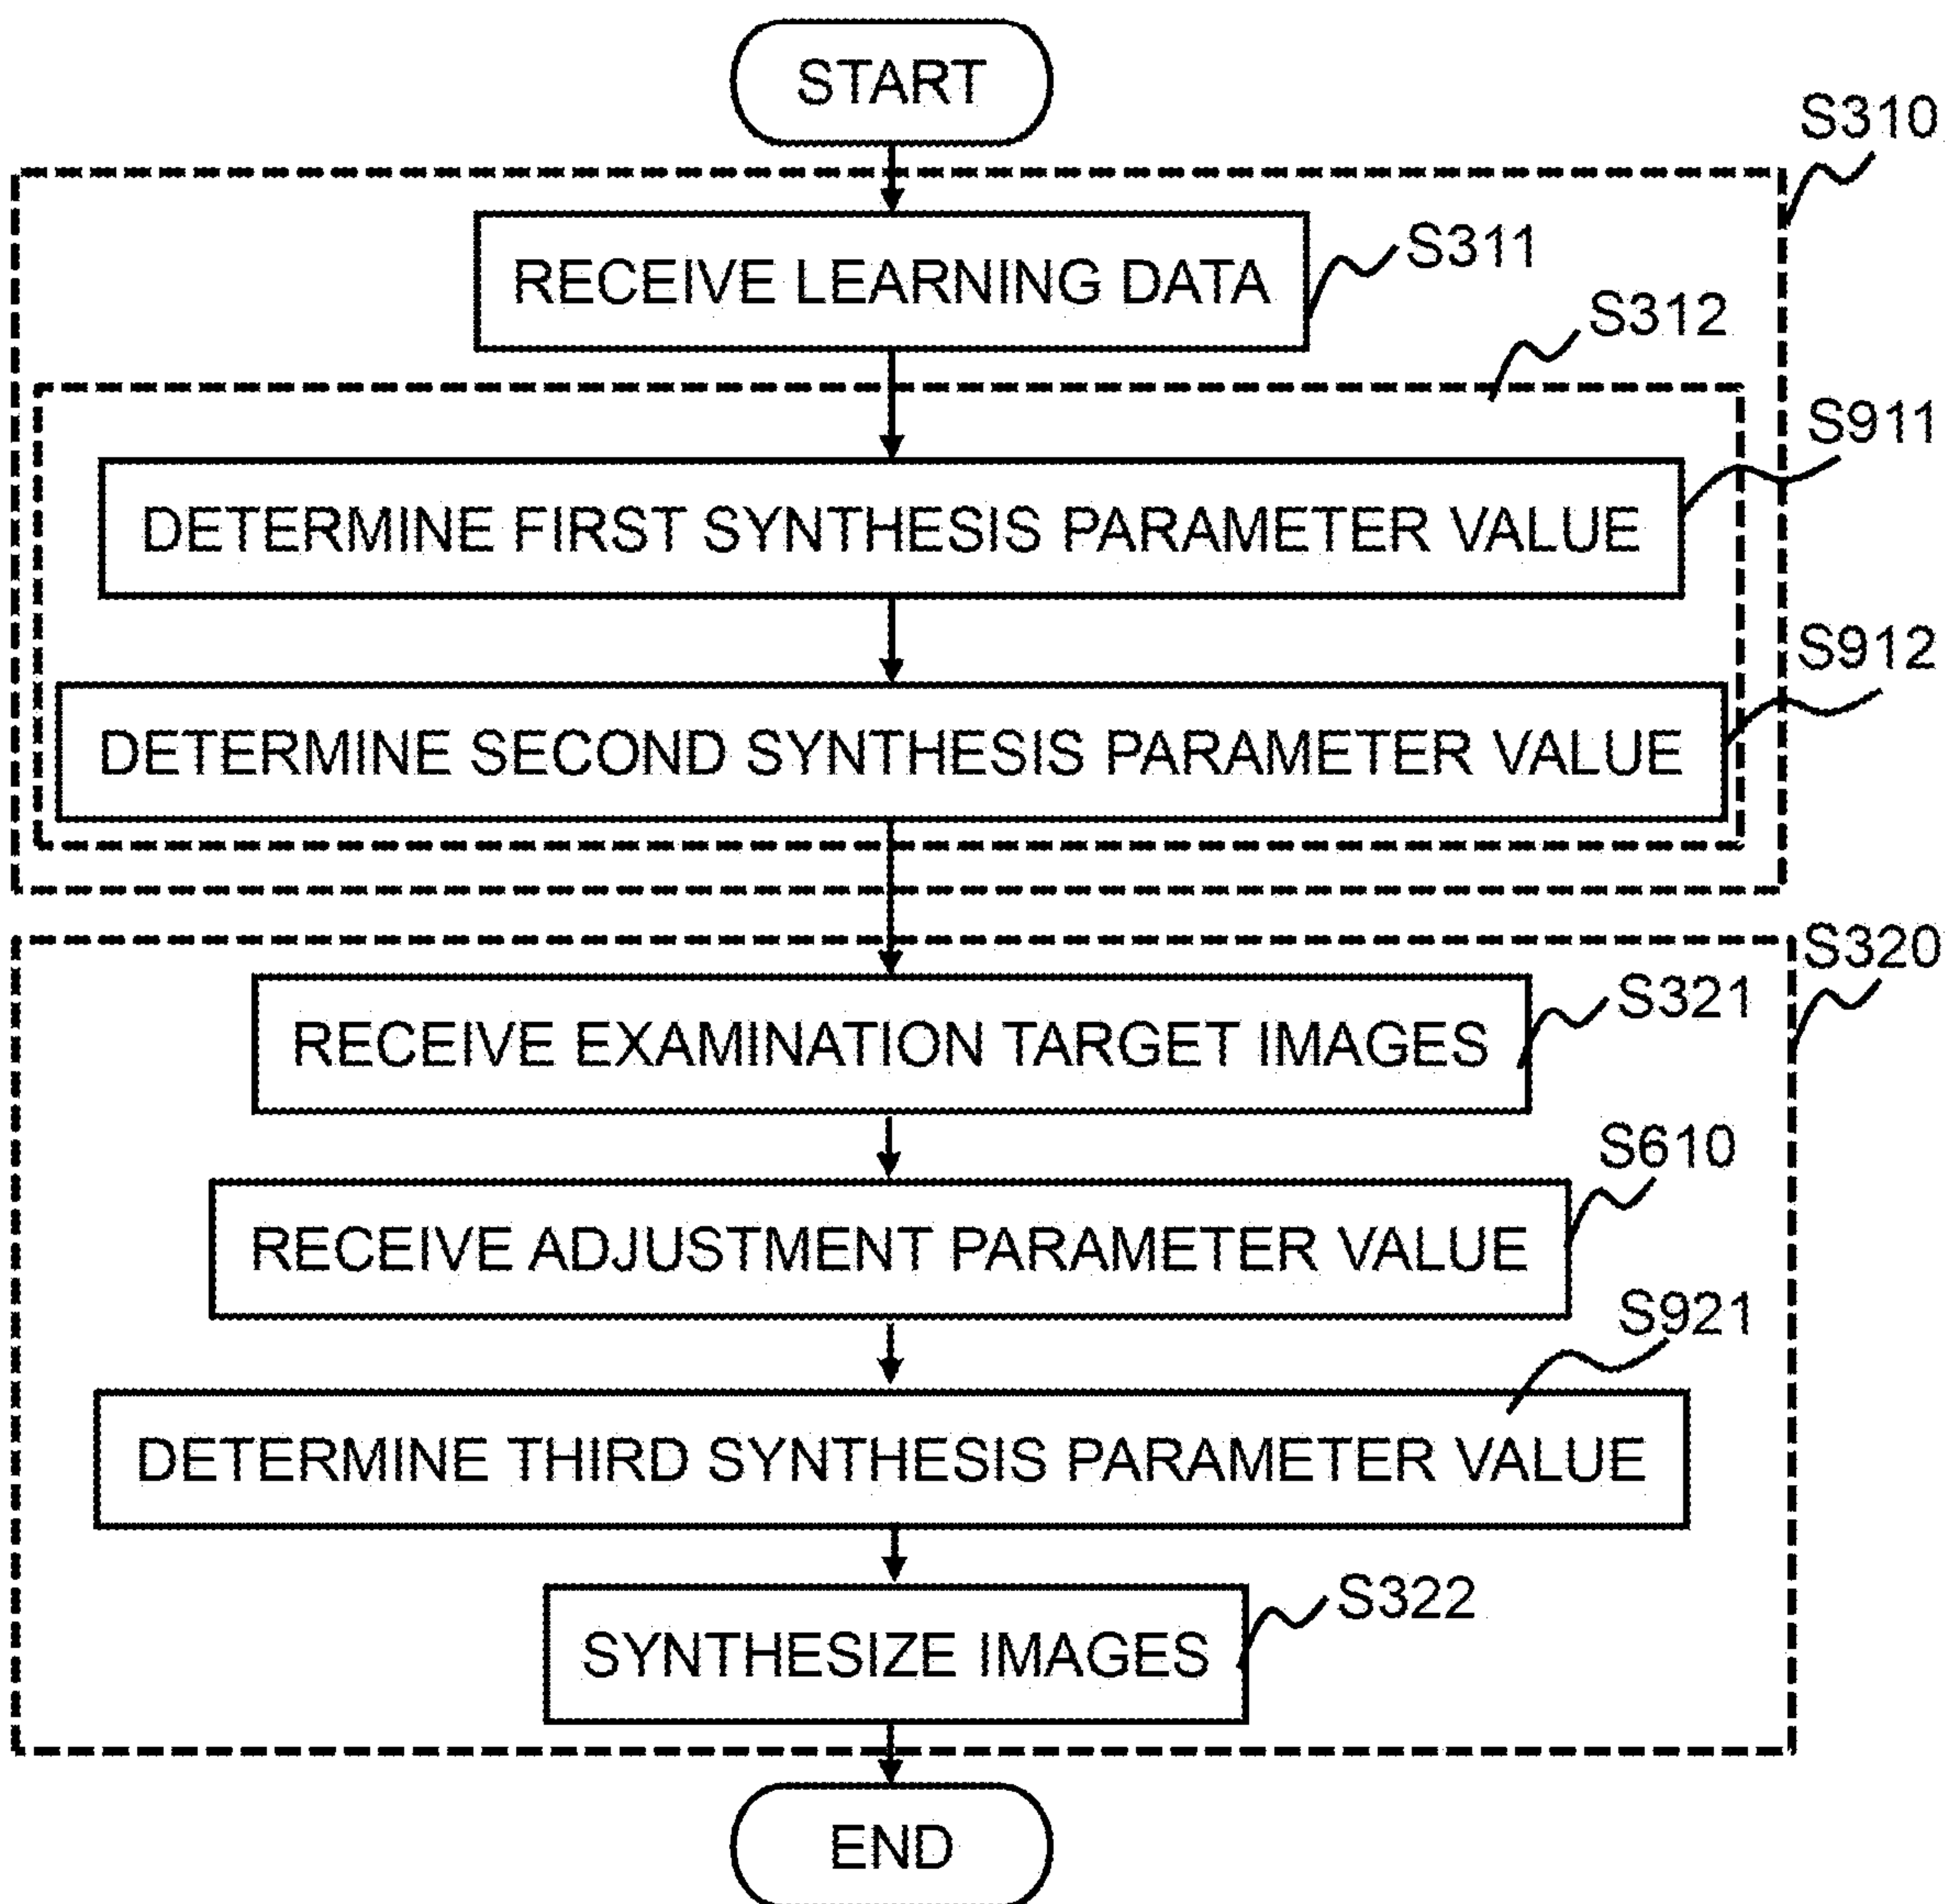 START
S310
RECEIVE LEARNING DATA
S311
S312
S911
DETERMINE FIRST SYNTHESIS PARAMETER VALUE
S912
DETERMINE SECOND SYNTHESIS PARAMETER VALUE
S320
S321
RECEIVE EXAMINATION TARGET IMAGES
S610
RECEIVE ADJUSTMENT PARAMETER VALUE
S921
DETERMINE THIRD SYNTHESIS PARAMETER VALUE
S322
SYNTHESIZE IMAGES
END